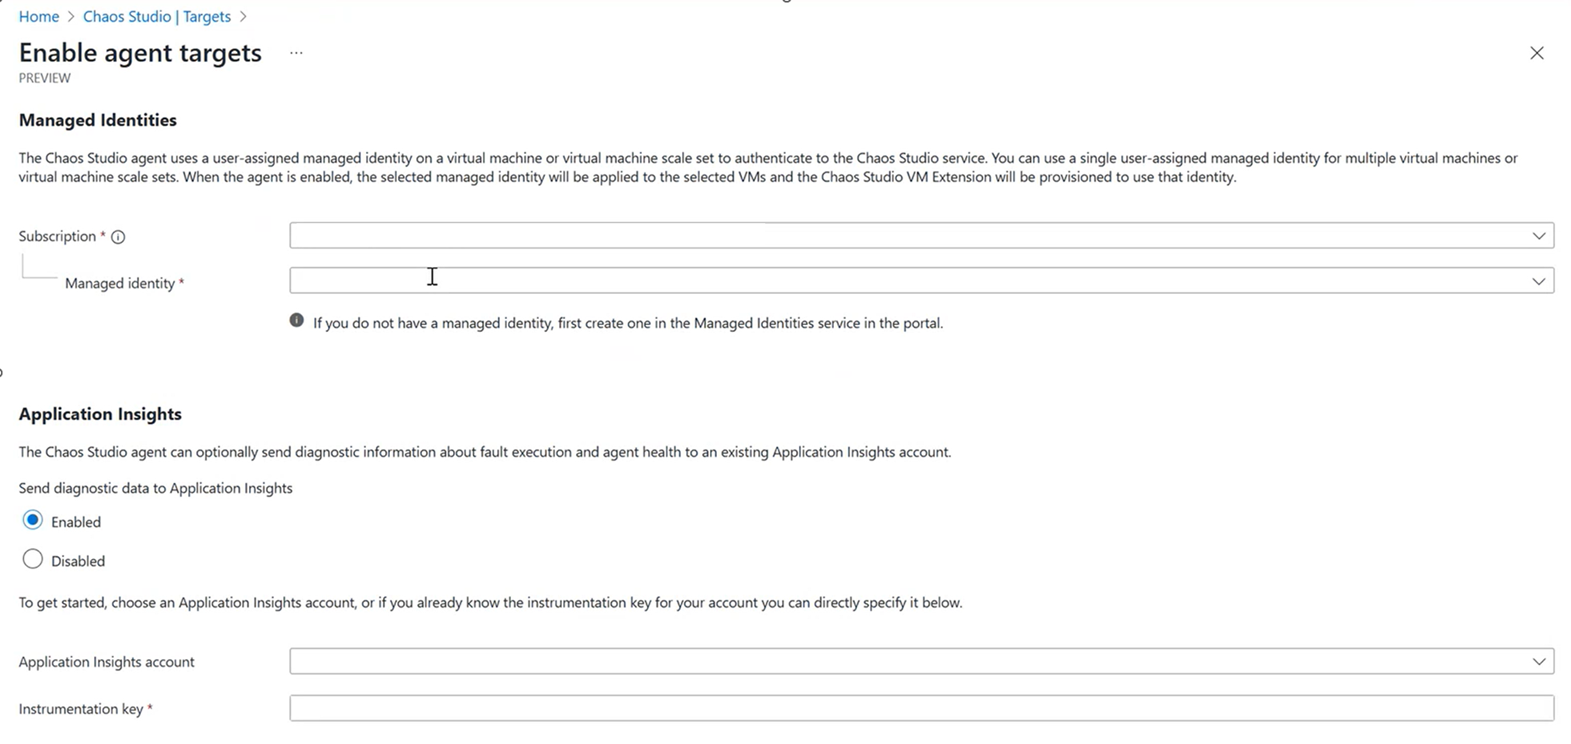 Home > Chaos Studio | Targets >
Enable agent targets ...
PREVIEW
Managed Identities
The Chaos Studio agent uses a user-assigned managed identity on a virtual machine or virtual machine scale set to authenticate to the Chaos Studio service. You can use a single user-assigned managed identity for multiple virtual machines or
virtual machine scale sets. When the agent is enabled, the selected managed identity will be applied to the selected VMs and the Chaos Studio VM Extension will be provisioned to use that identity.
Subscription *
Managed identity *
If you do not have a managed identity, first create one in the Managed Identities service in the portal.
Application Insights
The Chaos Studio agent can optionally send diagnostic information about fault execution and agent health to an existing Application Insights account.
Send diagnostic data to Application Insights
Enabled
Disabled
To get started, choose an Application Insights account, or if you already know the instrumentation key for your account you can directly specify it below.
Application Insights account
Instrumentation key *